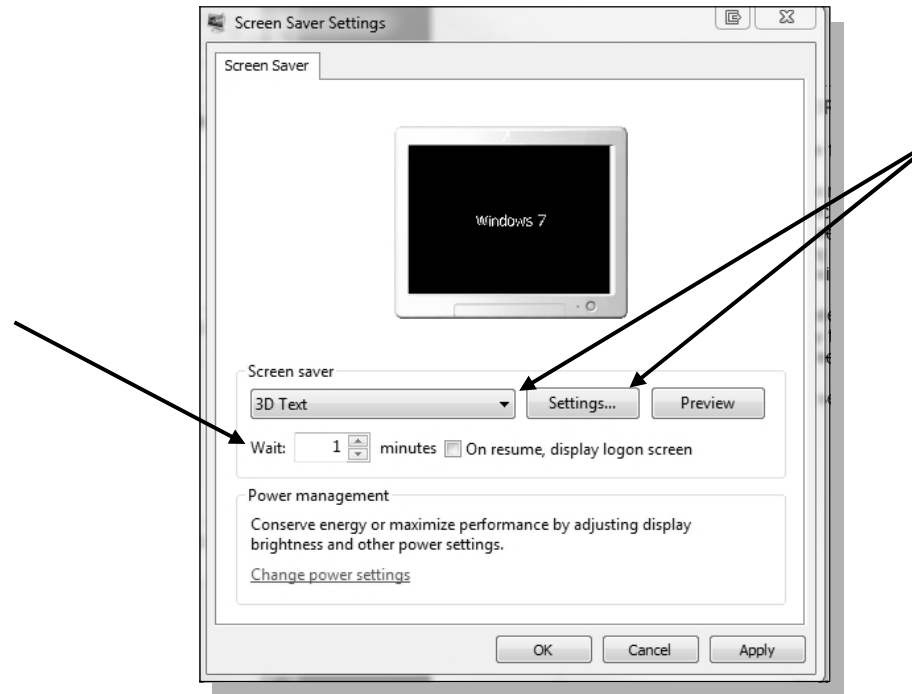 Screen Saver Settings
Screen Saver
Windows 7
Screen saver
3D Text
Settings...
Preview
Wait: 1 minutes On resume, display logon screen
Power management
Conserve energy or maximize performance by adjusting display
brightness and other power settings.
Change power settings
OK Cancel Apply